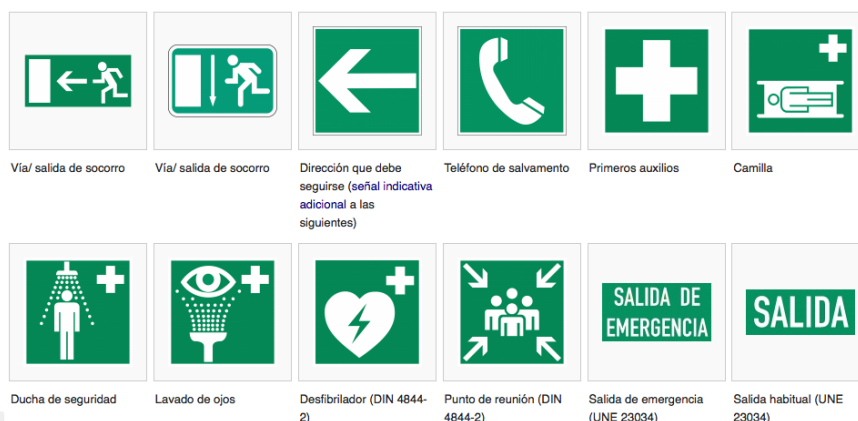 Vía/ salida de socorro
Vía/ salida de socorro
Dirección que debe
seguirse (señal indicativa
adicional a las
siguientes)
Teléfono de salvamento
Primeros auxilios
Camilla
SALIDA DE
EMERGENCIA
SALIDA
Ducha de seguridad
Lavado de ojos
Desfibrilador (DIN 4844-
2)
Punto de reunión (DIN
4844-2)
Salida de emergencia
(UNE 23034)
Salida habitual (UNE
23034)